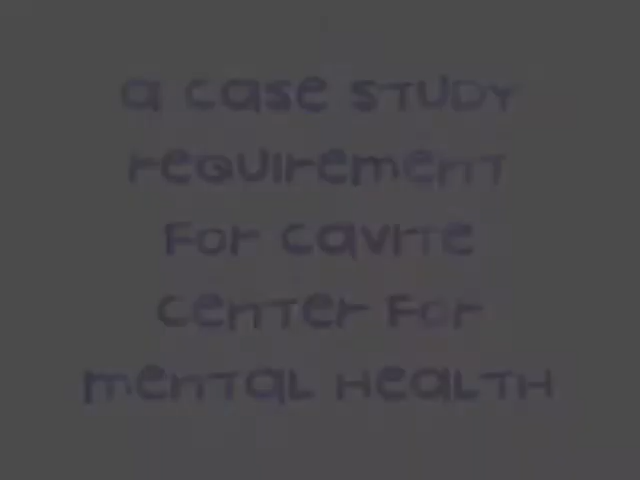 a case STUDY
requirement
For cavite
center for
mental HEALTH